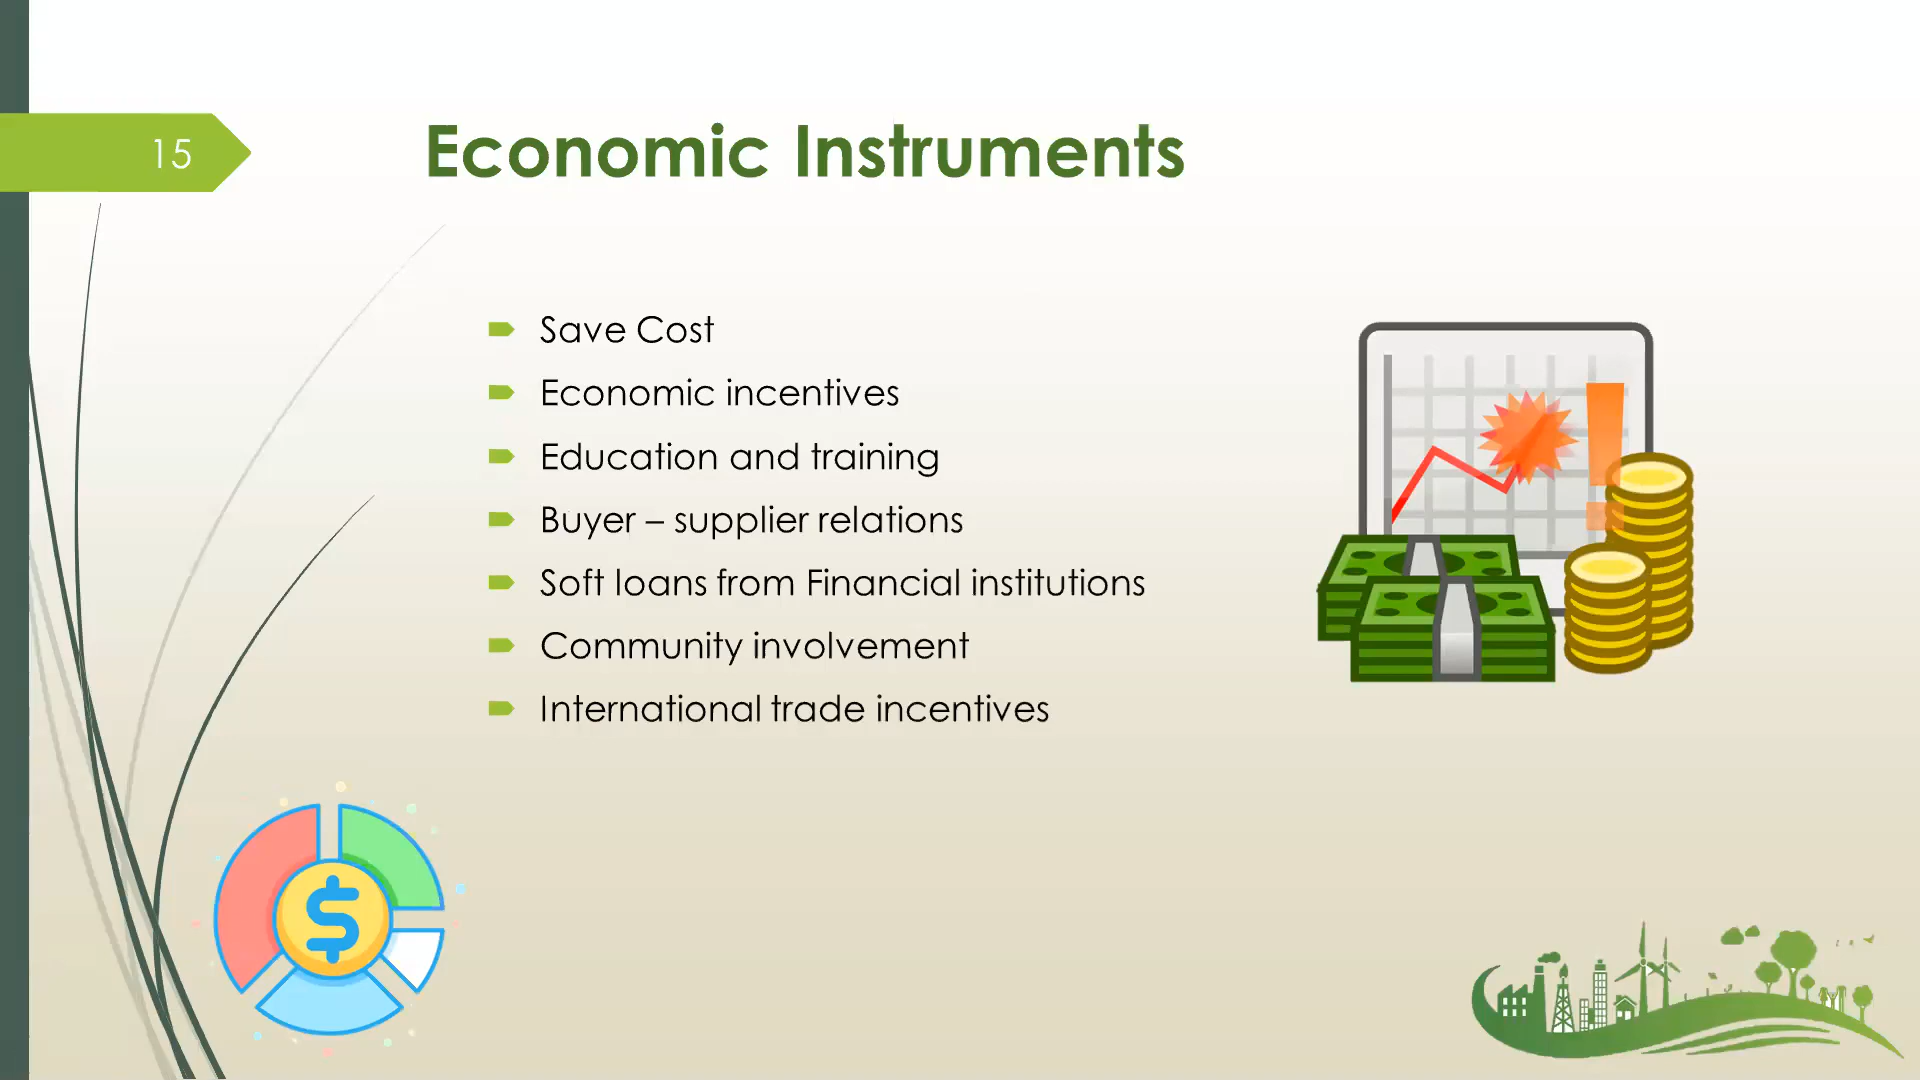 15
Economic Instruments
Save Cost
Economic incentives
Education and training
Buyer – supplier relations
Soft loans from Financial institutions
Community involvement
International trade incentives
$